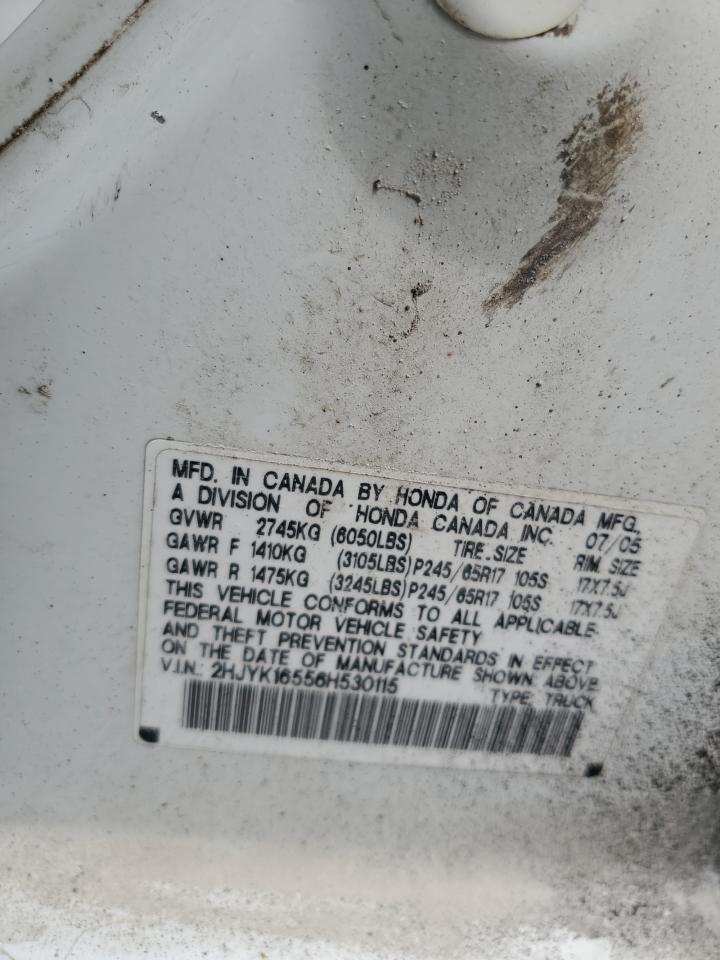 MFD. IN CANADA BY HONDA OF CANADA MFG.
A DIVISION OF HONDA CANADA INC. 07/05
GVWR 2745KG (6050LBS) TIRE SIZE RIM SIZE
GAWR F 1410KG (3105LBS) P245/65R17 105S 17X7.5J
GAWR R 1475KG (3245LBS) P245/65R17 105S 17X7.5J
THIS VEHICLE CONFORMS TO ALL APPLICABLE
FEDERAL MOTOR VEHICLE SAFETY
AND THEFT PREVENTION STANDARDS IN EFFECT
ON THE DATE OF MANUFACTURE SHOWN ABOVE
V.I.N.: 2HJYK16556H530115 TYPE: TRUCK